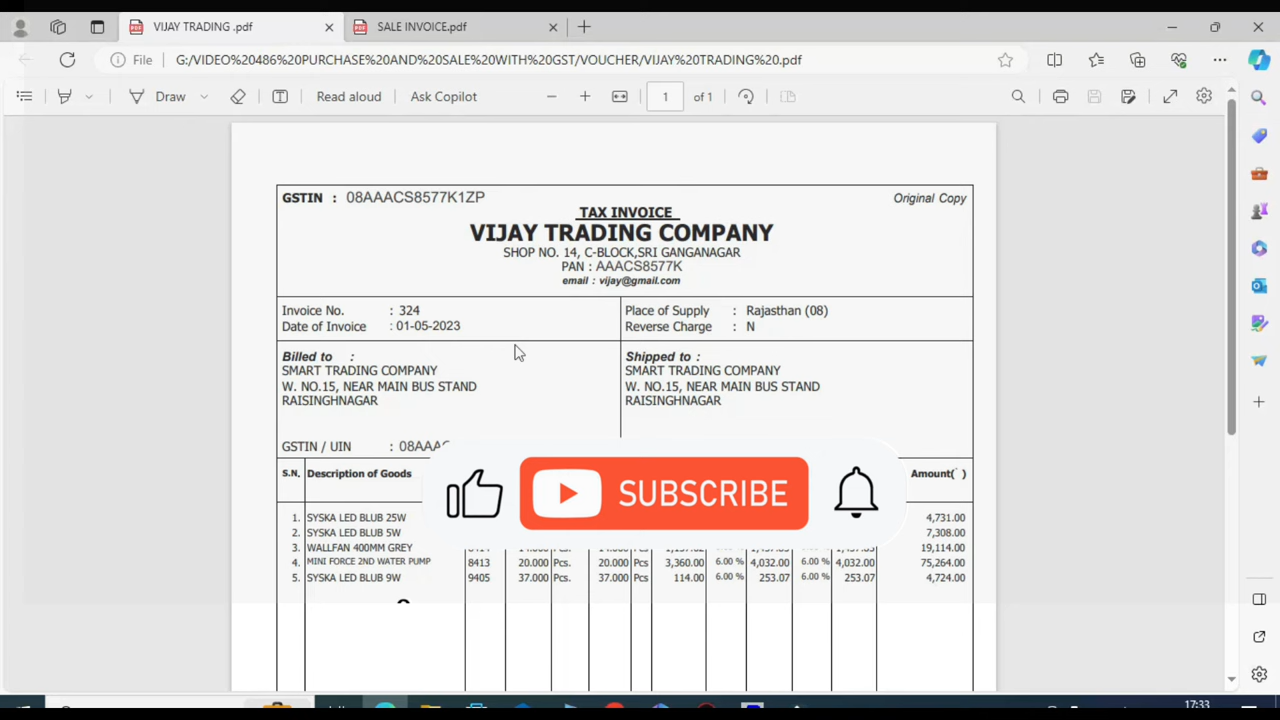 VIJAY TRADING .pdf
SALE INVOICE.pdf
File
G:/VIDEO%20486%20PURCHASE%20AND%20SALE%20WITH%20GST/VOUCHER/VIJAY%20TRADING%20.pdf
Draw
Read aloud
Ask Copilot
1 of 1
GSTIN : 08AAACS8577K1ZP
Original Copy
TAX INVOICE
VIJAY TRADING COMPANY
SHOP NO. 14, C-BLOCK,SRI GANGANAGAR
PAN : AAACS8577K
email : vijay@gmail.com
Invoice No. : 324
Place of Supply : Rajasthan (08)
Date of Invoice : 01-05-2023
Reverse Charge : N
Billed to :
SMART TRADING COMPANY
W. NO.15, NEAR MAIN BUS STAND
RAISINGHNAGAR
Shipped to :
SMART TRADING COMPANY
W. NO.15, NEAR MAIN BUS STAND
RAISINGHNAGAR
GSTIN / UIN :
S.N. Description of Goods Amount(` )
SUBSCRIBE
1. SYSKA LED BLUB 25W 4,731.00
2. SYSKA LED BLUB 5W 7,308.00
3. WALLFAN 400MM GREY 19,114.00
4. MINI FORCE 2ND WATER PUMP 8413 20.000 Pcs. 20.000 Pcs 3,360.00 6.00 % 4,032.00 6.00 % 4,032.00 75,264.00
5. SYSKA LED BLUB 9W 9405 37.000 Pcs. 37.000 Pcs 114.00 6.00 % 253.07 6.00 % 253.07 4,724.00
17:33